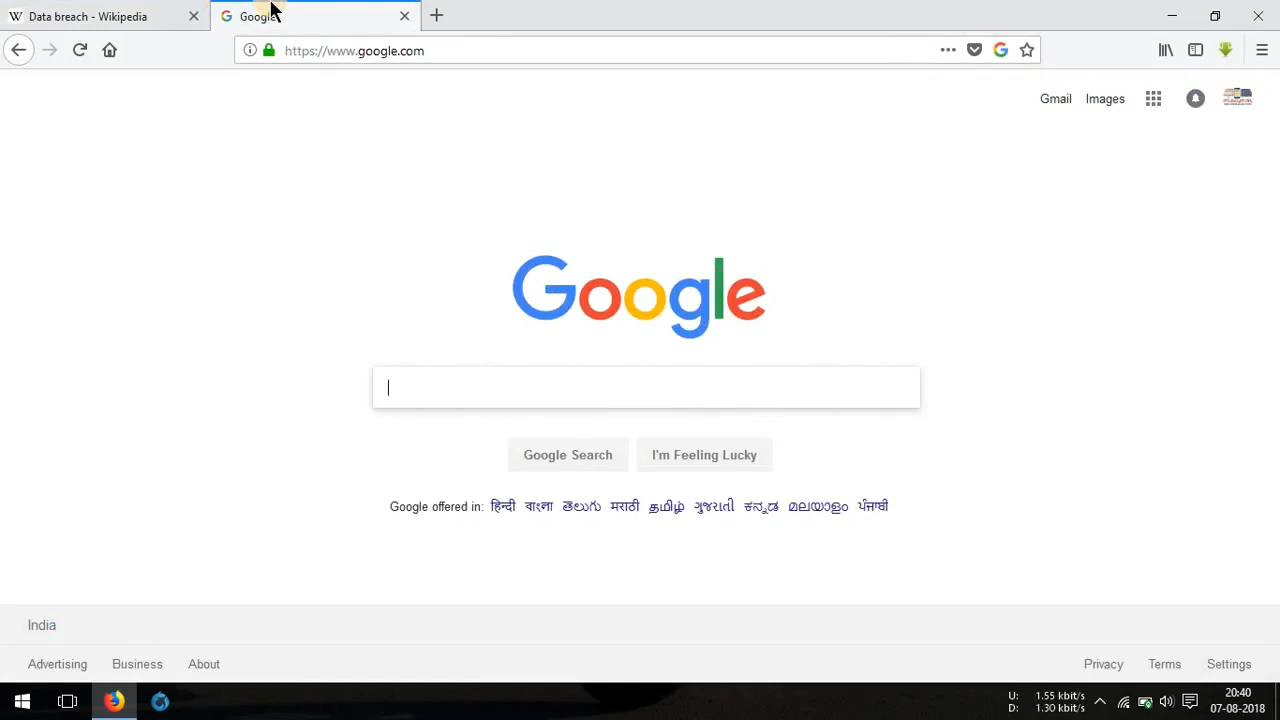 Data breach - Wikipedia
Google
https://www.google.com
Gmail Images
Google
Google Search I'm Feeling Lucky
Google offered in: हिन्दी বাংলা తెలుగు मराठी தமிழ் ગુજરાતી ಕನ್ನಡ മലയാളം ਪੰਜਾਬੀ
India
Advertising Business About Privacy Terms Settings
U: 1.55 kbit/s
D: 1.30 kbit/s
20:40
07-08-2018